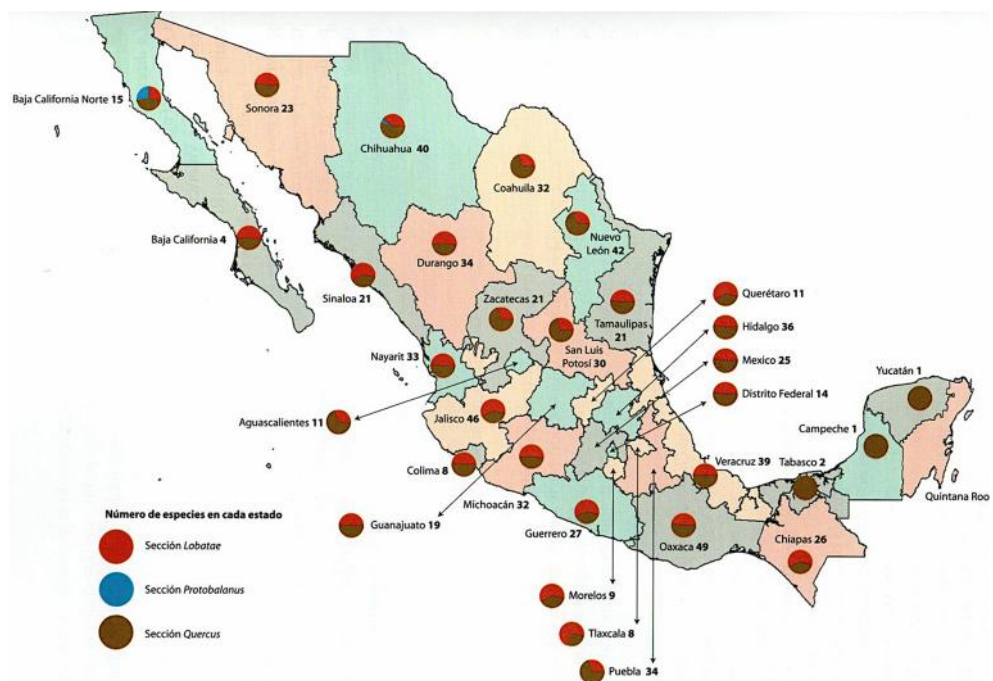 Baja California Norte 15
Sonora 23
Chihuahua 40
Coahuila 32
Nuevo
León 42
Baja California 4
Durango 34
Sinaloa 21
Zacatecas 21
Tamaulipas
21
San Luis
Potosí 30
Querétaro 11
Hidalgo 36
Mexico 25
Distrito Federal 14
Nayarit 33
Aguascalientes 11
Jalisco 46
Colima 8
Michoacán 32
Guanajuato 19
Guerrero 27
Oaxaca 49
Veracruz 39
Tabasco 2
Campeche 1
Yucatán 1
Quintana Roo
Chiapas 26
Morelos 9
Tlaxcala 8
Puebla 34
Número de especies en cada estado
Sección Lobatae
Sección Protobalanus
Sección Quercus